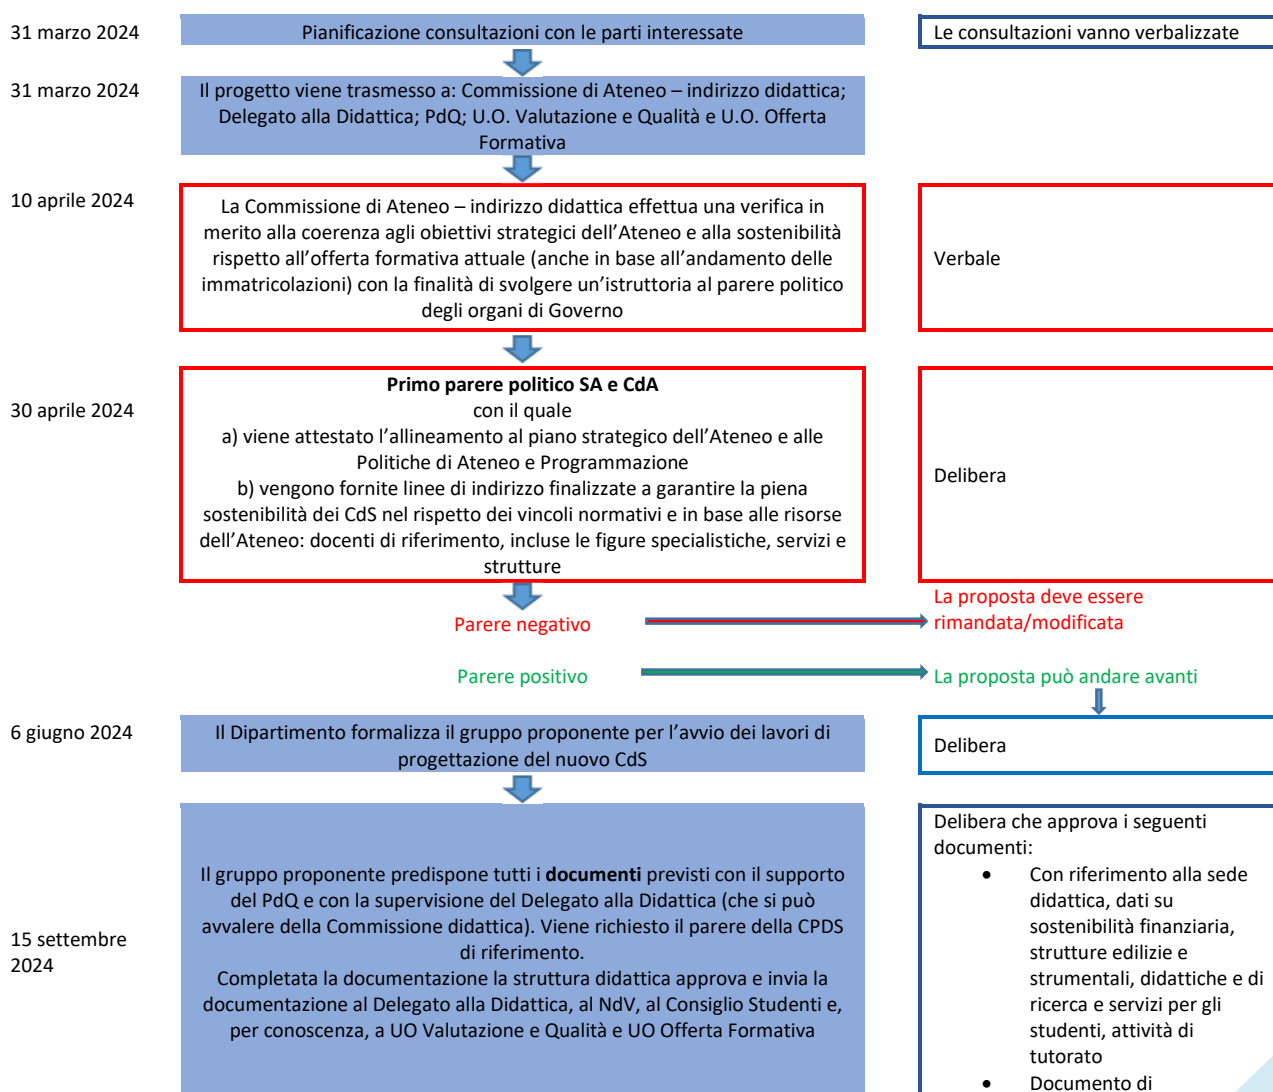 31 marzo 2024
Pianificazione consultazioni con le parti interessate
Le consultazioni vanno verbalizzate
31 marzo 2024
Il progetto viene trasmesso a: Commissione di Ateneo – indirizzo didattica;
Delegato alla Didattica; PdQ; U.O. Valutazione e Qualità e U.O. Offerta
Formativa
10 aprile 2024
La Commissione di Ateneo – indirizzo didattica effettua una verifica in
merito alla coerenza agli obiettivi strategici dell’Ateneo e alla sostenibilità
rispetto all’offerta formativa attuale (anche in base all’andamento delle
immatricolazioni) con la finalità di svolgere un’istruttoria al parere politico
degli organi di Governo
Verbale
30 aprile 2024
Primo parere politico SA e CdA
con il quale
a) viene attestato l’allineamento al piano strategico dell’Ateneo e alle
Politiche di Ateneo e Programmazione
b) vengono fornite linee di indirizzo finalizzate a garantire la piena
sostenibilità dei CdS nel rispetto dei vincoli normativi e in base alle risorse
dell’Ateneo: docenti di riferimento, incluse le figure specialistiche, servizi e
strutture
Delibera
Parere negativo
La proposta deve essere
rimandata/modificata
Parere positivo
La proposta può andare avanti
6 giugno 2024
Il Dipartimento formalizza il gruppo proponente per l’avvio dei lavori di
progettazione del nuovo CdS
Delibera
15 settembre
2024
Il gruppo proponente predispone tutti i documenti previsti con il supporto
del PdQ e con la supervisione del Delegato alla Didattica (che si può
avvalere della Commissione didattica). Viene richiesto il parere della CPDS
di riferimento.
Completata la documentazione la struttura didattica approva e invia la
documentazione al Delegato alla Didattica, al NdV, al Consiglio Studenti e,
per conoscenza, a UO Valutazione e Qualità e UO Offerta Formativa
Delibera che approva i seguenti
documenti:
• Con riferimento alla sede
didattica, dati su
sostenibilità finanziaria,
strutture edilizie e
strumentali, didattiche e di
ricerca e servizi per gli
studenti, attività di
tutorato
• Documento di